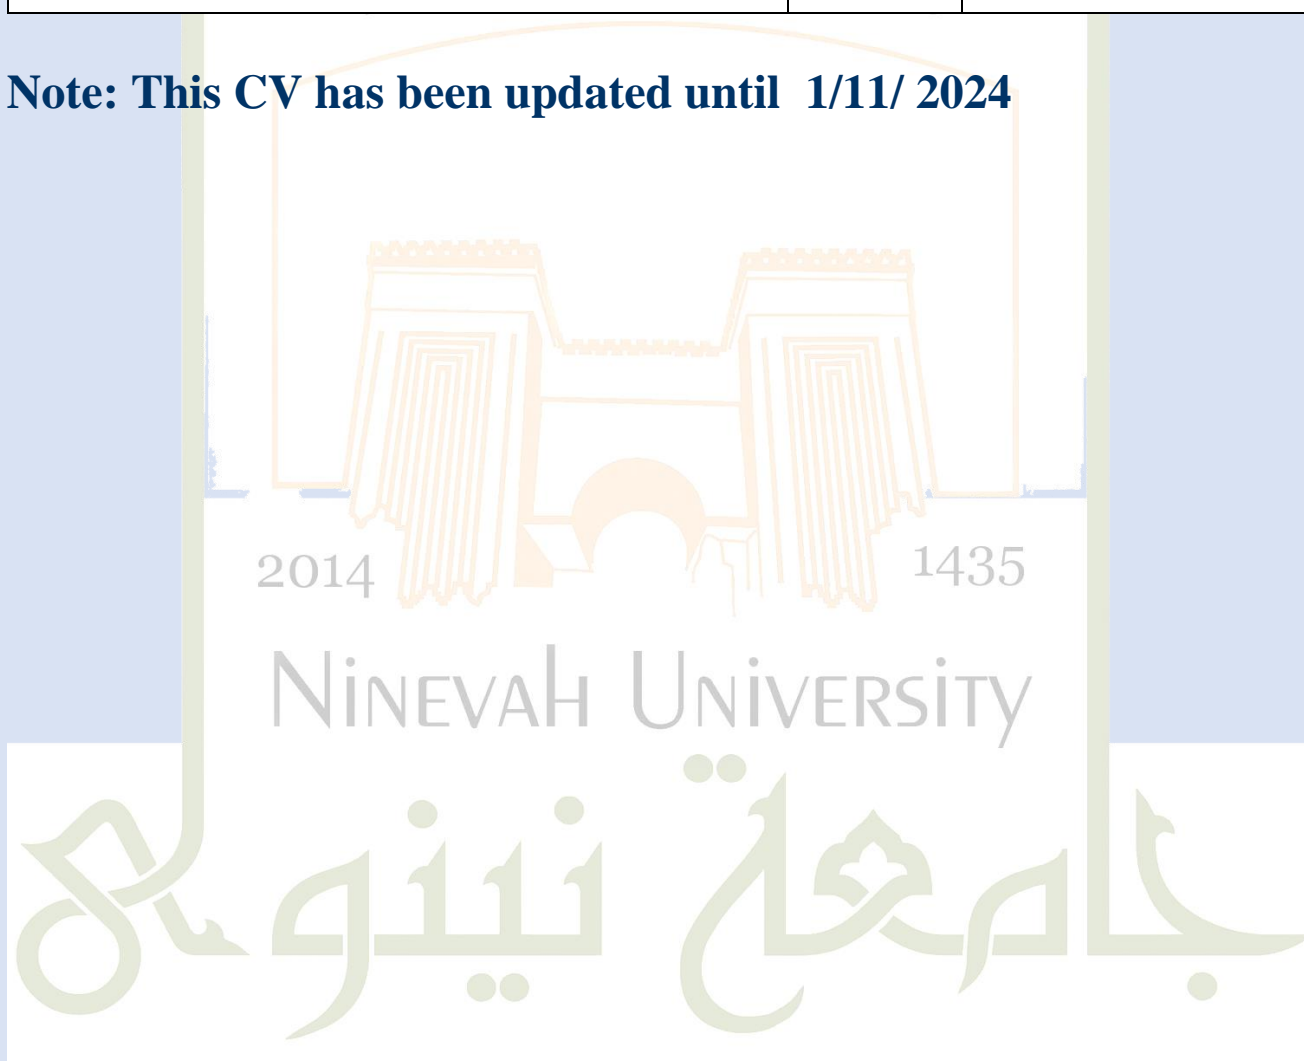 Note: This CV has been updated until 1/11/ 2024
2014 1435
NINEVAH UNIVERSITY
جامعة نينوى